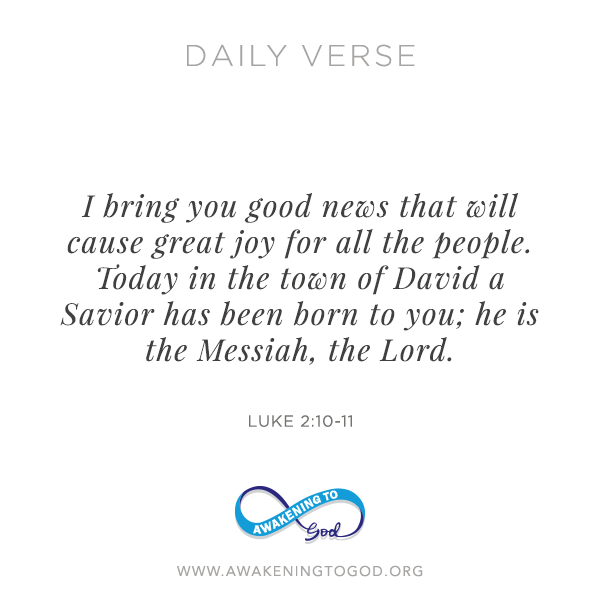 DAILY VERSE
I bring you good news that will
cause great joy for all the people.
Today in the town of David a
Savior has been born to you; he is
the Messiah, the Lord.
LUKE 2:10-11
AWAKENING TO
God
WWW.AWAKENINGTOGOD.ORG